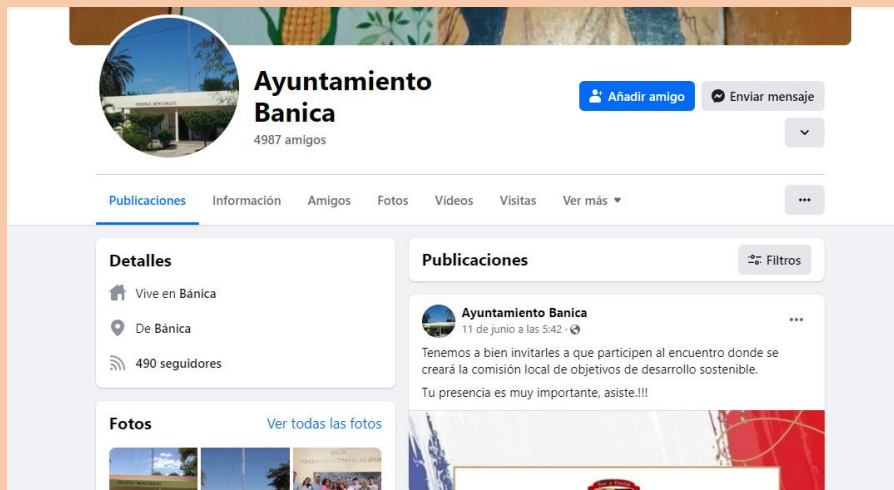 Ayuntamiento
Banica
4987 amigos
Añadir amigo
Enviar mensaje
Publicaciones
Información
Amigos
Fotos
Vídeos
Visitas
Ver más
Detalles
Vive en Bánica
De Bánica
490 seguidores
Fotos
Ver todas las fotos
Publicaciones
Filtros
Ayuntamiento Banica
11 de junio a las 5:42 ·
Tenemos a bien invitarles a que participen al encuentro donde se
creará la comisión local de objetivos de desarrollo sostenible.
Tu presencia es muy importante, asiste.!!!